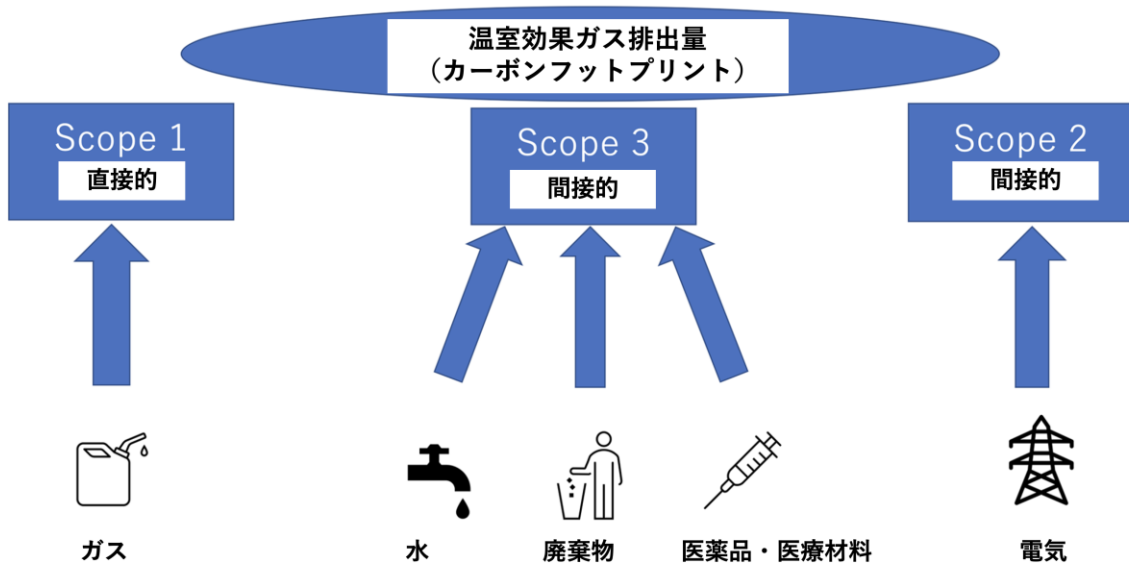 温室効果ガス排出量
（カーボンフットプリント）
Scope 1
直接的
Scope 3
間接的
Scope 2
間接的
ガス
水
廃棄物
医薬品・医療材料
電気